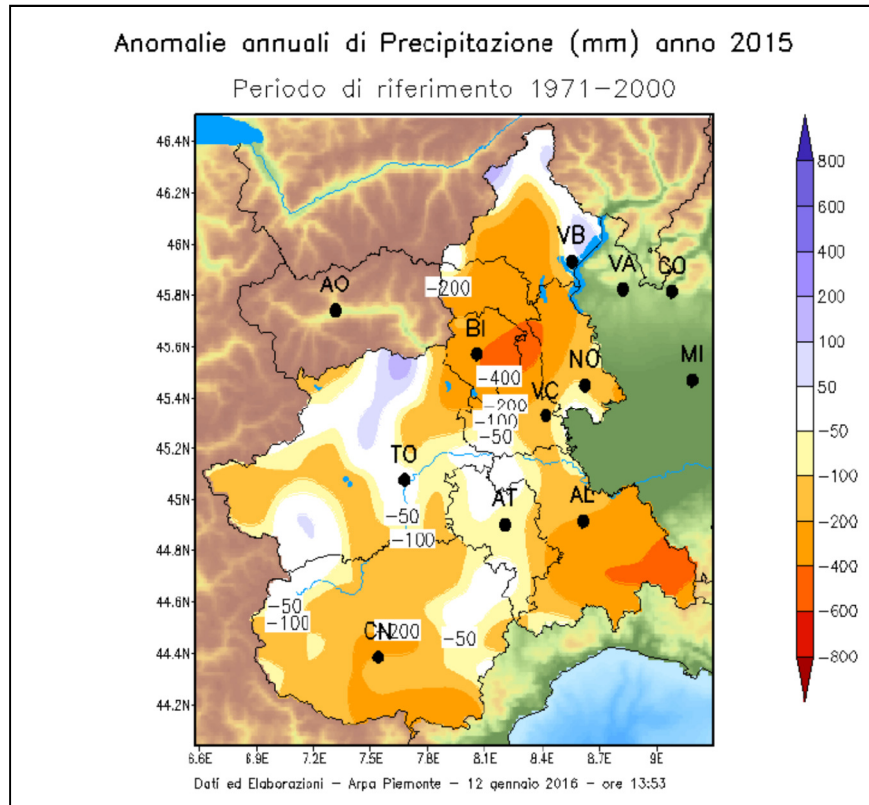 Anomalie annuali di Precipitazione (mm) anno 2015
Periodo di riferimento 1971–2000
46.4N
46.2N
46N
45.8N
45.6N
45.4N
45.2N
45N
44.8N
44.6N
44.4N
44.2N
6.6E 6.9E 7.2E 7.5E 7.8E 8.1E 8.4E 8.7E 9E
VB
VA
CO
AO
-200
BI
MI
NO
-400
VC
-200
-100
-50
TO
AT
AL
-50
-100
-50
-100
CN
-200
-50
800
600
400
200
100
50
-50
-100
-200
-400
-600
-800
Dati ed Elaborazioni – Arpa Piemonte – 12 gennaio 2016 – ore 13:53